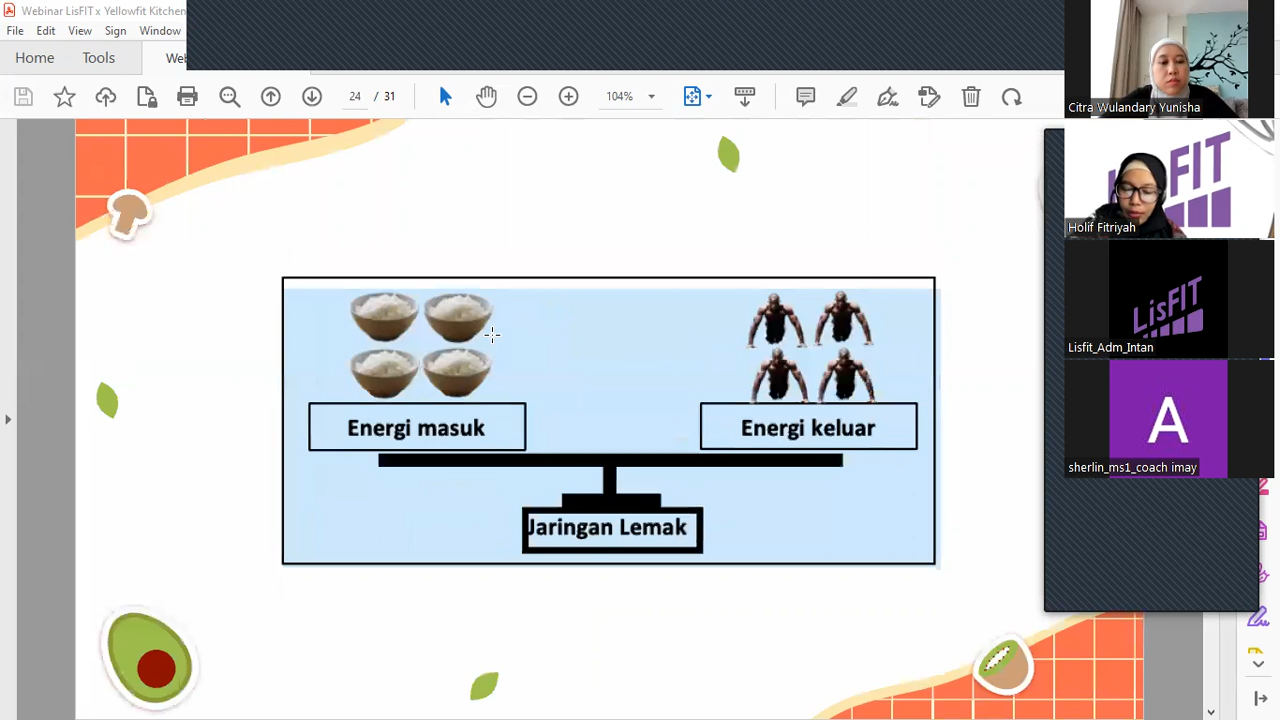 Webinar LisFIT x Yellowfit Kitchen
File Edit View Sign Window
Home Tools Web
24 / 31 104%
Citra Wulandary Yunisha
FIT
Holif Fitriyah
LisFIT
Lisfit_Adm_Intan
A
sherlin_ms1_coach imay
Energi masuk
Energi keluar
Jaringan Lemak